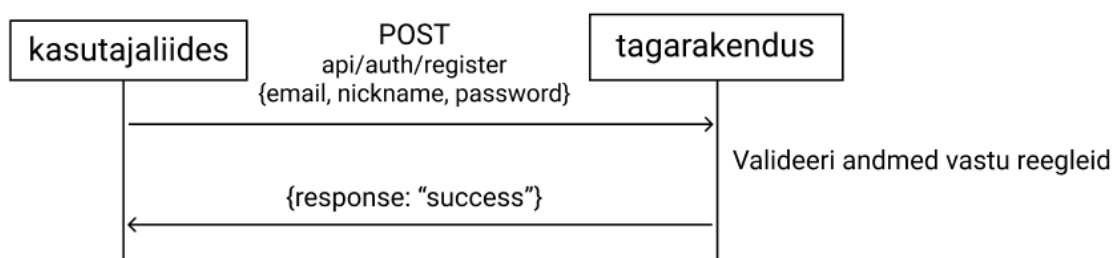 kasutajaliides
POST
api/auth/register
{email, nickname, password}
tagarakendus
Valideeri andmed vastu reegleid
{response: “success”}